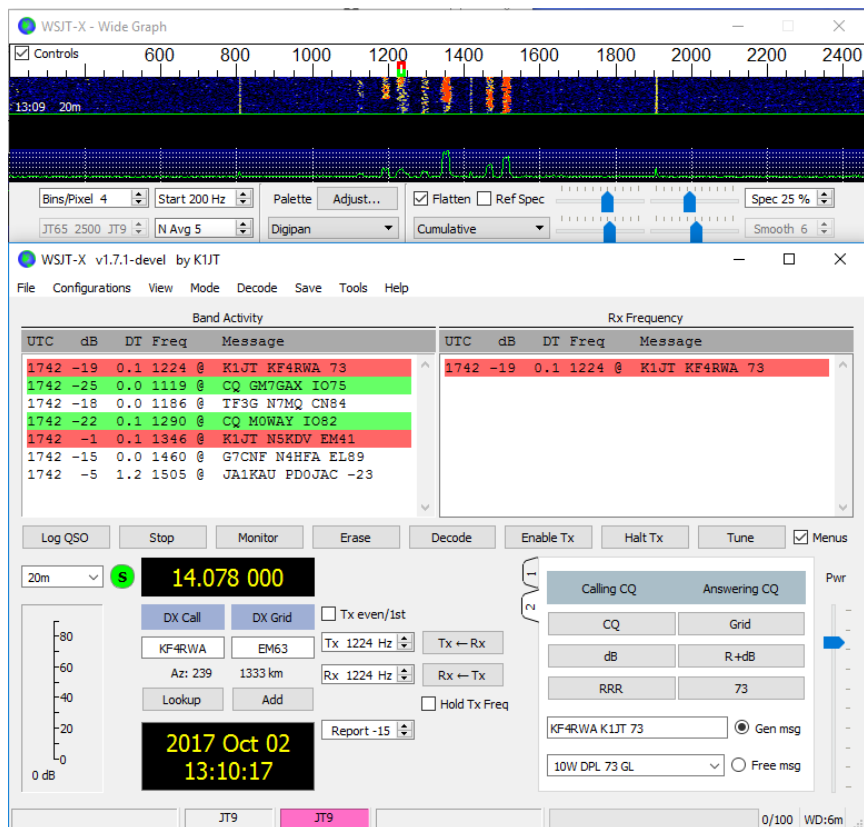 WSJT-X - Wide Graph
Controls 600 800 1000 1200 1400 1600 1800 2000 2200 2400
13:09 20m
Bins/Pixel 4 Start 200 Hz Palette Adjust... Flatten Ref Spec Spec 25 %
JT65 2500 JT9 N Avg 5 Digipan Cumulative Smooth 6
WSJT-X v1.7.1-devel by K1JT
File Configurations View Mode Decode Save Tools Help
Band Activity Rx Frequency
UTC dB DT Freq Message UTC dB DT Freq Message
1742 -19 0.1 1224 @ K1JT KF4RWA 73 1742 -19 0.1 1224 @ K1JT KF4RWA 73
1742 -25 0.0 1119 @ CQ GM7GAX IO75
1742 -18 0.0 1186 @ TF3G N7MQ CN84
1742 -22 0.1 1290 @ CQ M0WAY IO82
1742 -1 0.1 1346 @ K1JT N5KDV EM41
1742 -15 0.0 1460 @ G7CNF N4HFA EL89
1742 -5 1.2 1505 @ JA1KAU PD0JAC -23
Log QSO Stop Monitor Erase Decode Enable Tx Halt Tx Tune Menus
20m S 14.078 000 1 Calling CQ Answering CQ Pwr
DX Call DX Grid Tx even/1st 2 CQ Grid
-80 KF4RWA EM63 Tx 1224 Hz Tx ← Rx dB R+dB
-60 Az: 239 1333 km Rx 1224 Hz Rx ← Tx RRR 73
-40 Lookup Add Hold Tx Freq
-20 2017 Oct 02 Report -15 KF4RWA K1JT 73 Gen msg
-0 13:10:17 10W DPL 73 GL Free msg
0 dB
JT9 JT9 0/100 WD:6m